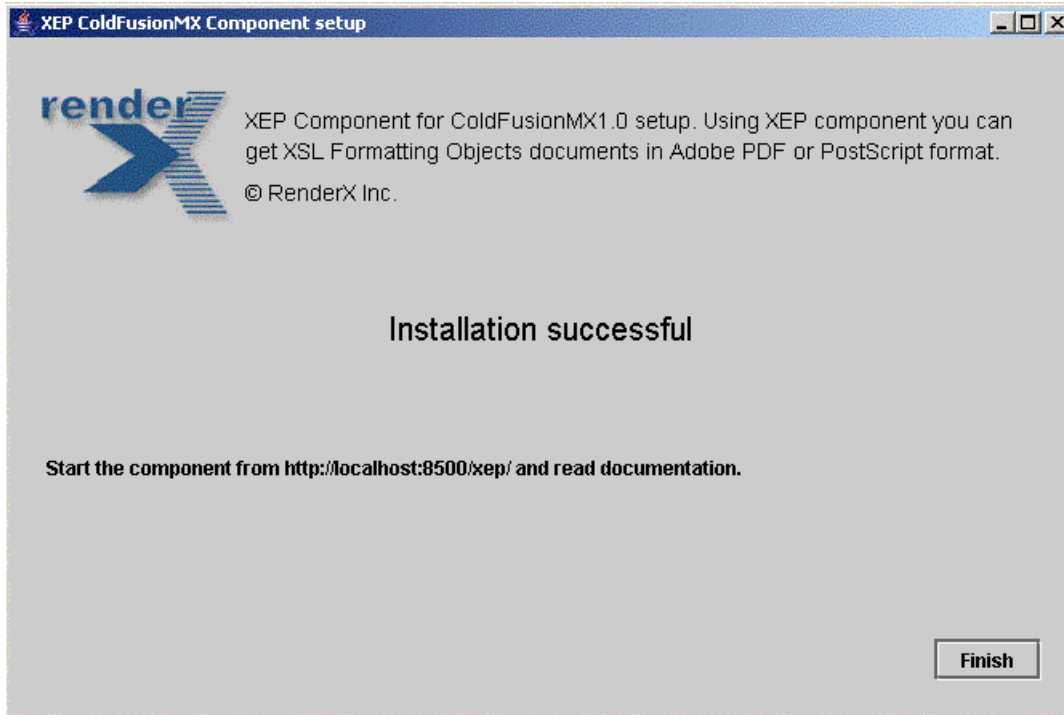 XEP ColdFusionMX Component setup
renderX
XEP Component for ColdFusionMX1.0 setup. Using XEP component you can
get XSL Formatting Objects documents in Adobe PDF or PostScript format.
© RenderX Inc.
Installation successful
Start the component from http://localhost:8500/xep/ and read documentation.
Finish